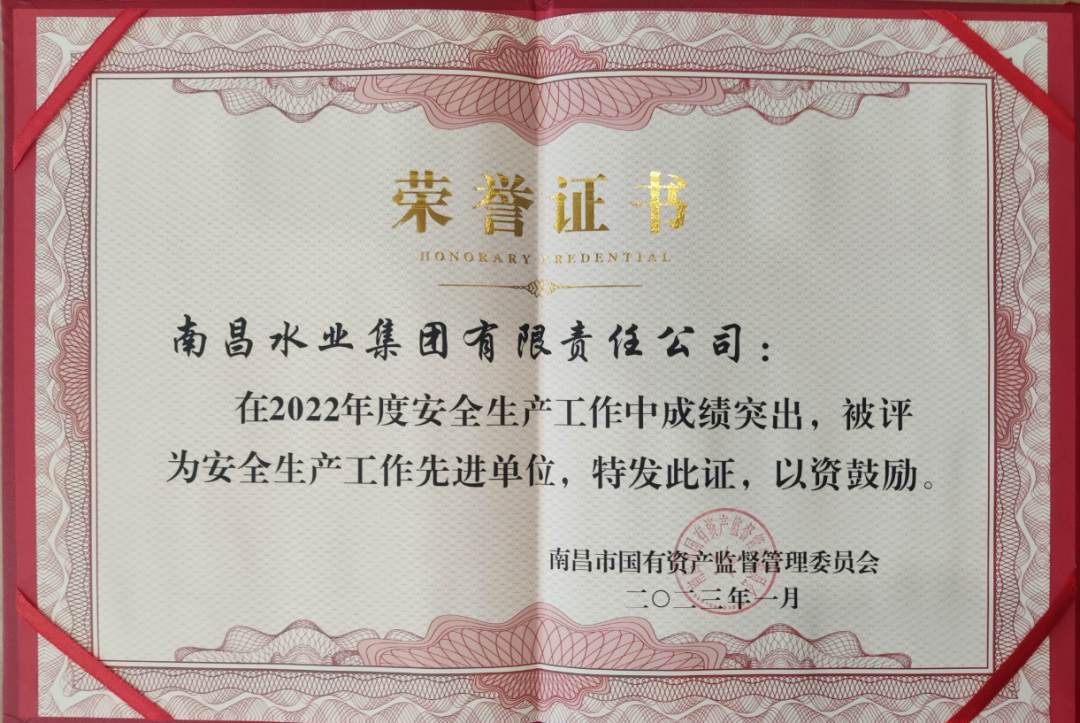 荣誉证书
HONORARY CREDENTIAL
南昌水业集团有限责任公司：
在2022年度安全生产工作中成绩突出，被评
为安全生产工作先进单位，特发此证，以资鼓励。
南昌市国有资产监督管理委员会
二〇二三年一月